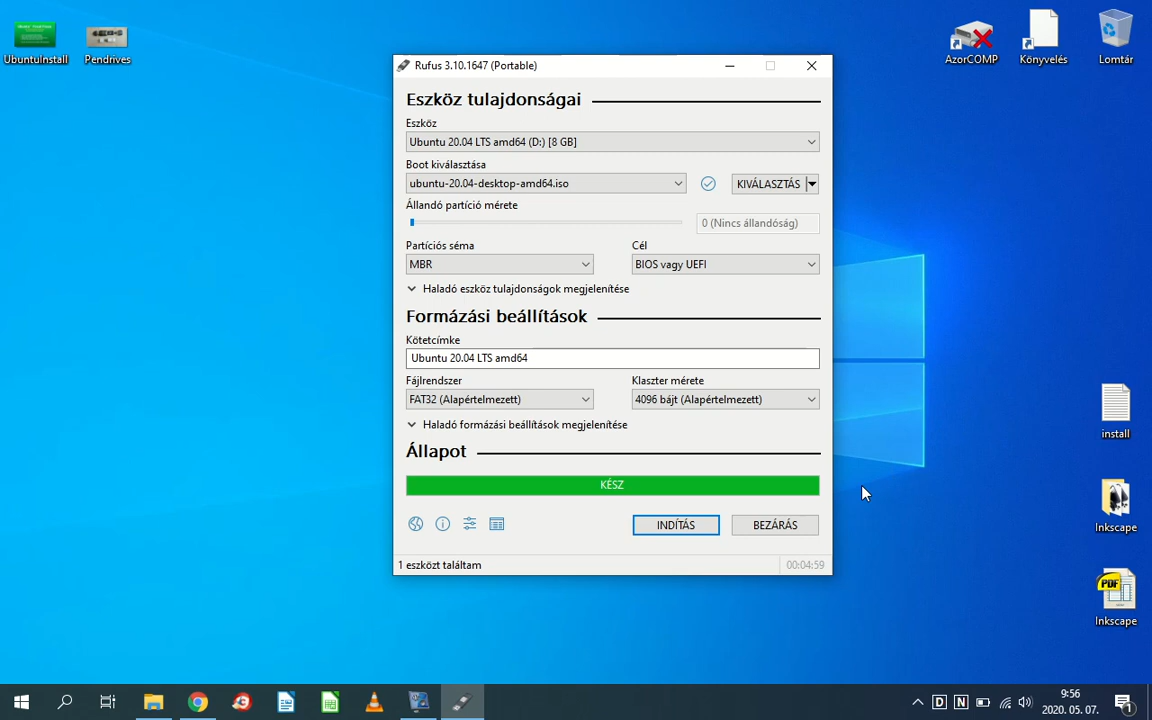 UbuntuInstall
Pendrives
AzorCOMP
Könyvelés
Lomtár
Rufus 3.10.1647 (Portable)
Eszköz tulajdonságai
Eszköz
Ubuntu 20.04 LTS amd64 (D:) [8 GB]
Boot kiválasztása
ubuntu-20.04-desktop-amd64.iso
KIVÁLASZTÁS
Állandó partíció mérete
0 (Nincs állandóság)
Partíciós séma
Cél
MBR
BIOS vagy UEFI
Haladó eszköz tulajdonságok megjelenítése
Formázási beállítások
Kötetcímke
Ubuntu 20.04 LTS amd64
Fájlrendszer
Klaszter mérete
FAT32 (Alapértelmezett)
4096 bájt (Alapértelmezett)
Haladó formázási beállítások megjelenítése
Állapot
KÉSZ
INDÍTÁS
BEZÁRÁS
1 eszközt találtam
00:04:59
install
Inkscape
PDF
Inkscape
D
N
9:56
2020. 05. 07.
1